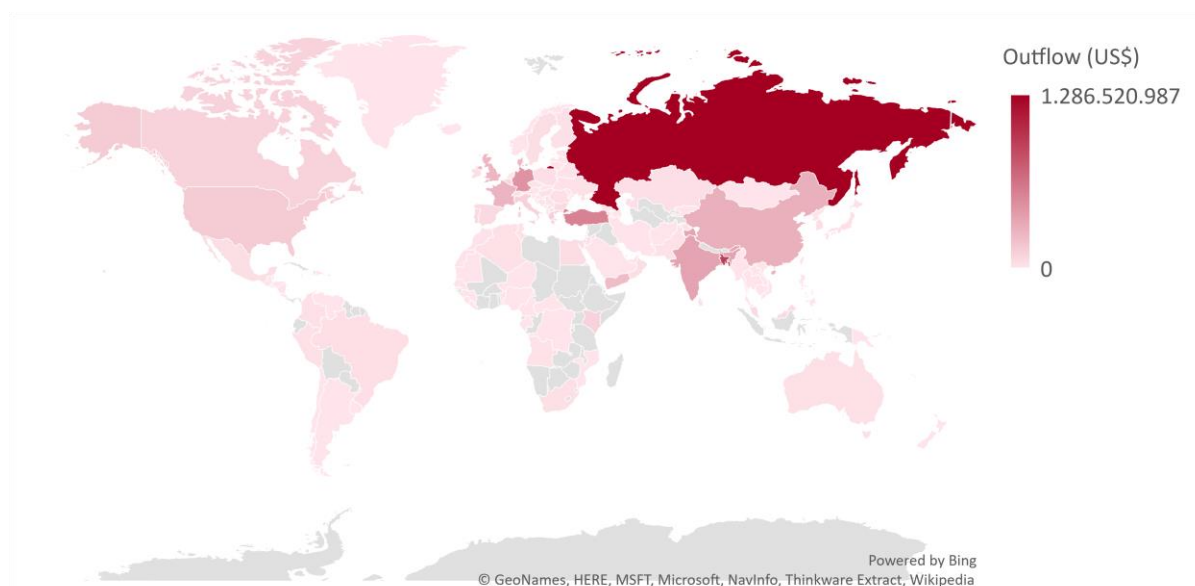 Outflow (US$)
1.286.520.987
0
Powered by Bing
© GeoNames, HERE, MSFT, Microsoft, NavInfo, Thinkware Extract, Wikipedia